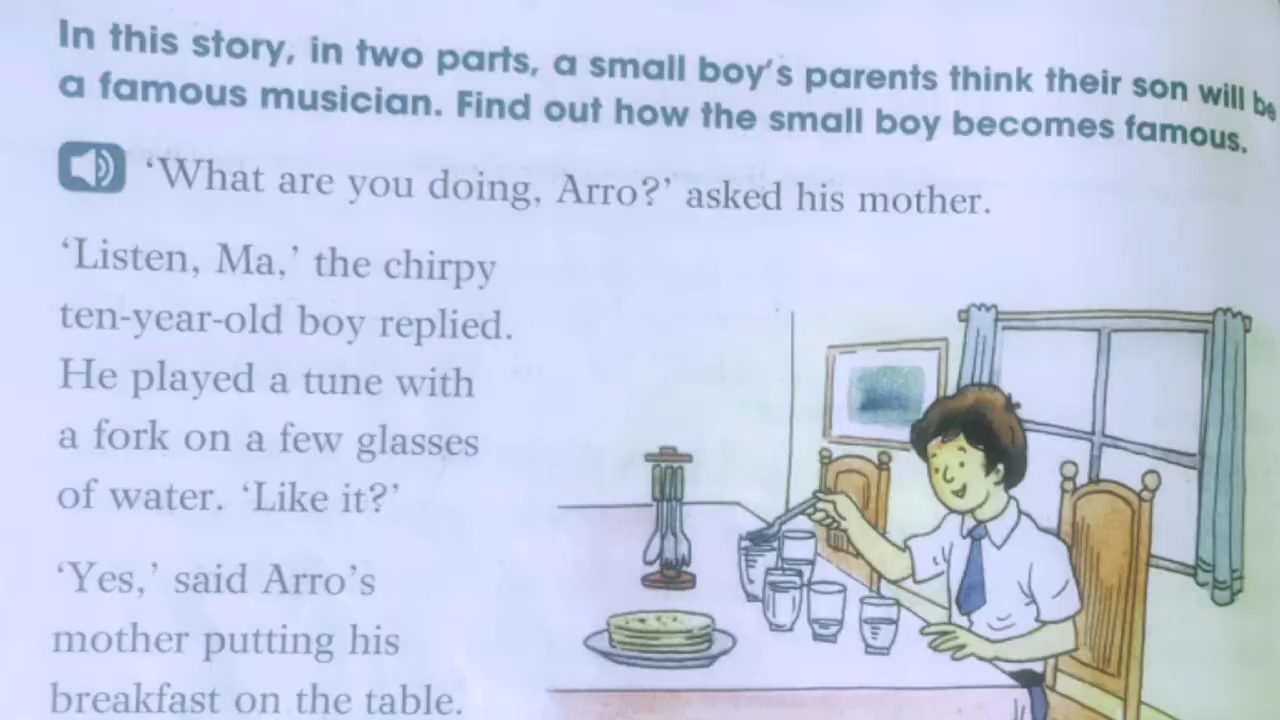 In this story, in two parts, a small boy's parents think their son will be
a famous musician. Find out how the small boy becomes famous.
‘What are you doing, Arro?’ asked his mother.
‘Listen, Ma,’ the chirpy
ten-year-old boy replied.
He played a tune with
a fork on a few glasses
of water. ‘Like it?’
‘Yes,’ said Arro’s
mother putting his
breakfast on the table.